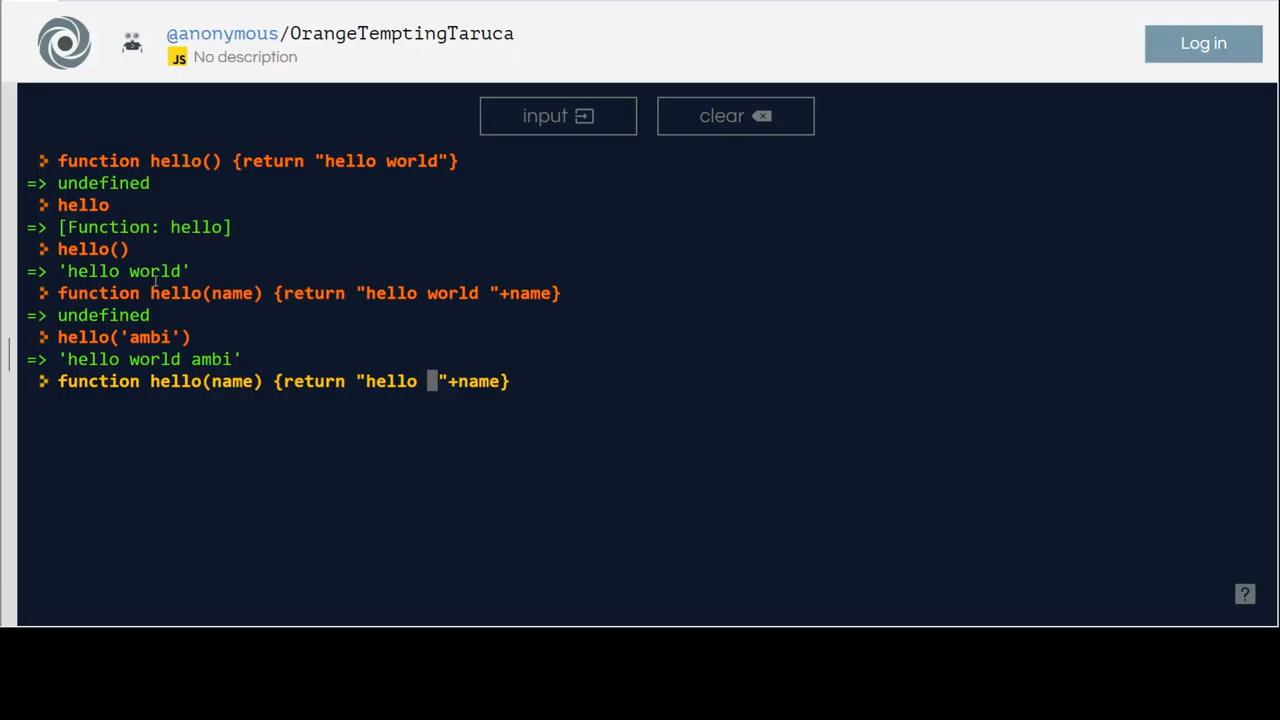 @anonymous/OrangeTemptingTaruca
JS No description
Log in
input
clear
function hello() {return "hello world"}
=> undefined
hello
=> [Function: hello]
hello()
=> 'hello world'
function hello(name) {return "hello world "+name}
=> undefined
hello('ambi')
=> 'hello world ambi'
function hello(name) {return "hello  "+name}
?